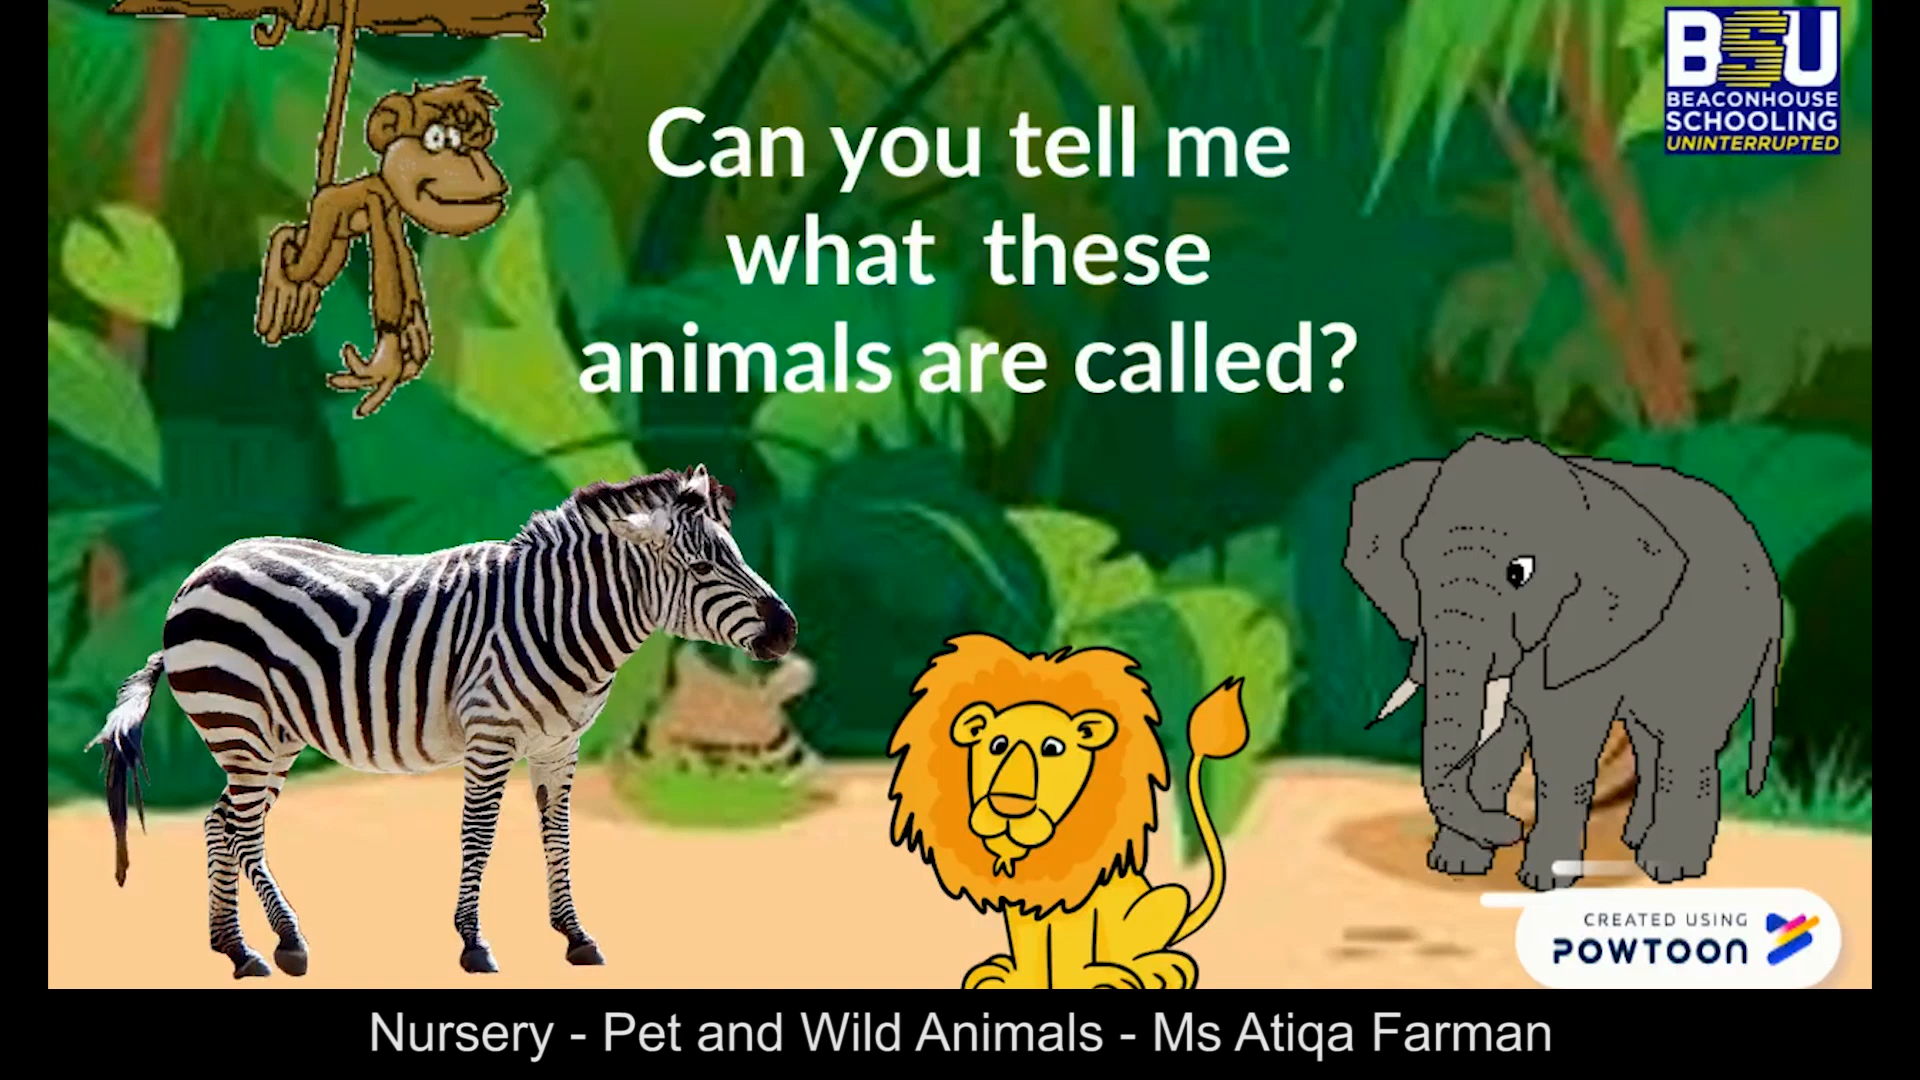 Can you tell me
what these
animals are called?
BSU
BEACONHOUSE
SCHOOLING
UNINTERRUPTED
CREATED USING
POWTOON
Nursery - Pet and Wild Animals - Ms Atiqa Farman